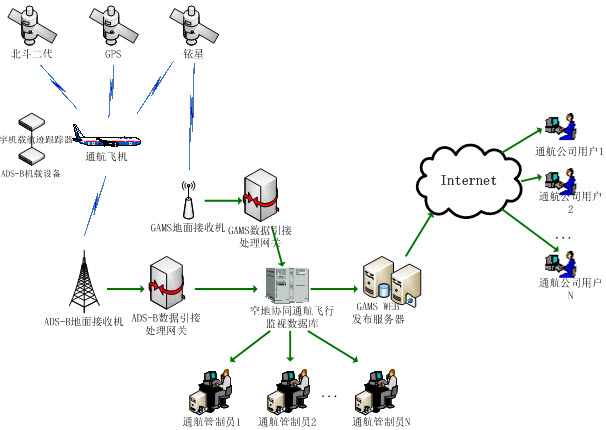 北斗二代
GPS
铱星
字机载航迹跟踪器
ADS-B机载设备
通航飞机
GAMS地面接收机
GAMS数据引接
处理网关
Internet
通航公司用户1
通航公司用户
2
...
通航公司用户
N
ADS-B地面接收机
ADS-B数据引接
处理网关
空地协同通航飞行
监视数据库
GAMS WEB
发布服务器
通航管制员1
通航管制员2
...
通航管制员N